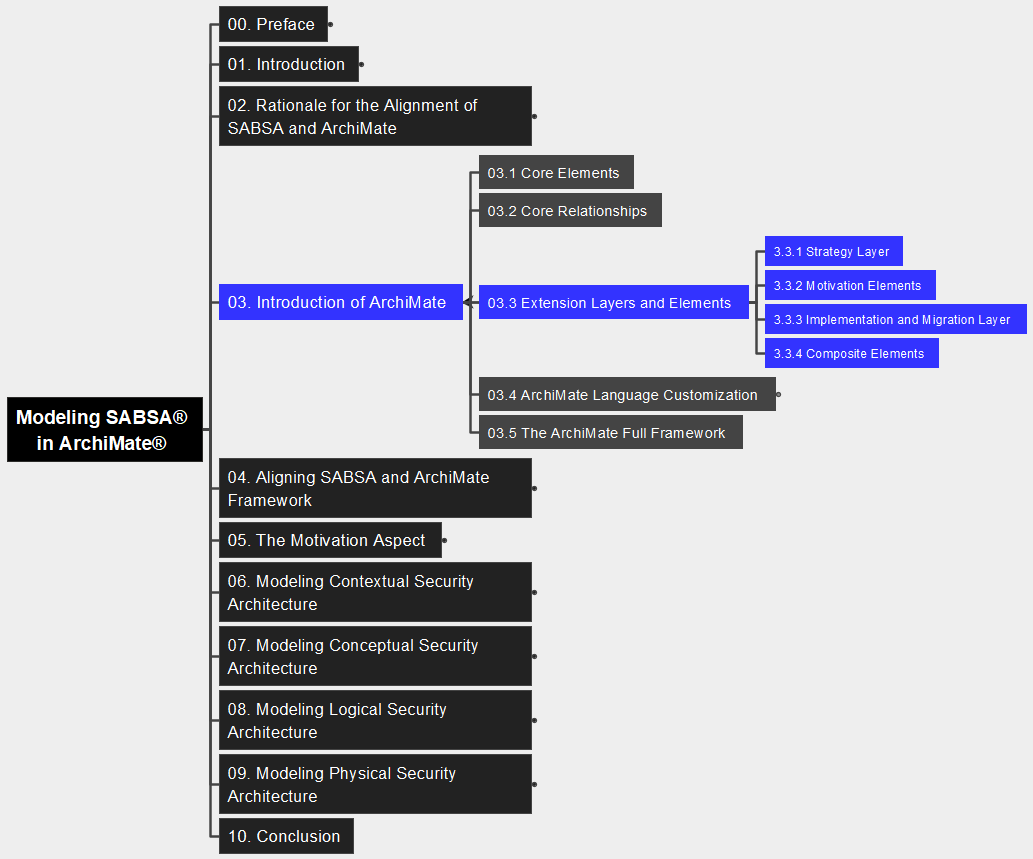 Modeling SABSA®
in ArchiMate®
00. Preface
01. Introduction
02. Rationale for the Alignment of
SABSA and ArchiMate
03. Introduction of ArchiMate
03.1 Core Elements
03.2 Core Relationships
03.3 Extension Layers and Elements
3.3.1 Strategy Layer
3.3.2 Motivation Elements
3.3.3 Implementation and Migration Layer
3.3.4 Composite Elements
03.4 ArchiMate Language Customization
03.5 The ArchiMate Full Framework
04. Aligning SABSA and ArchiMate
Framework
05. The Motivation Aspect
06. Modeling Contextual Security
Architecture
07. Modeling Conceptual Security
Architecture
08. Modeling Logical Security
Architecture
09. Modeling Physical Security
Architecture
10. Conclusion